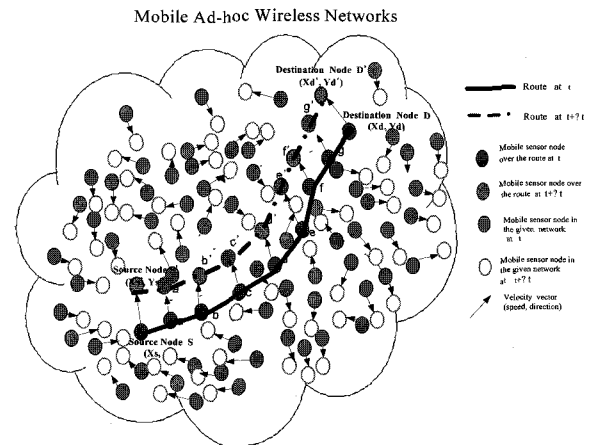 Mobile Ad-hoc Wireless Networks
Destination Node D'
(Xd', Yd')
g'
Destination Node D
(Xd, Yd)
g
f'
f
e'
e
c'
b'
Source Node
c
b
Source Node S
(Xs,
Route at t
Route at t+? t
Mobile sensor node
over the route at t
Mobile sensor node over
the route at t+? t
Mobile sensor node in
the given network
at t
Mobile sensor node in
the given network
at t+? t
Velocity vector
(speed, direction)